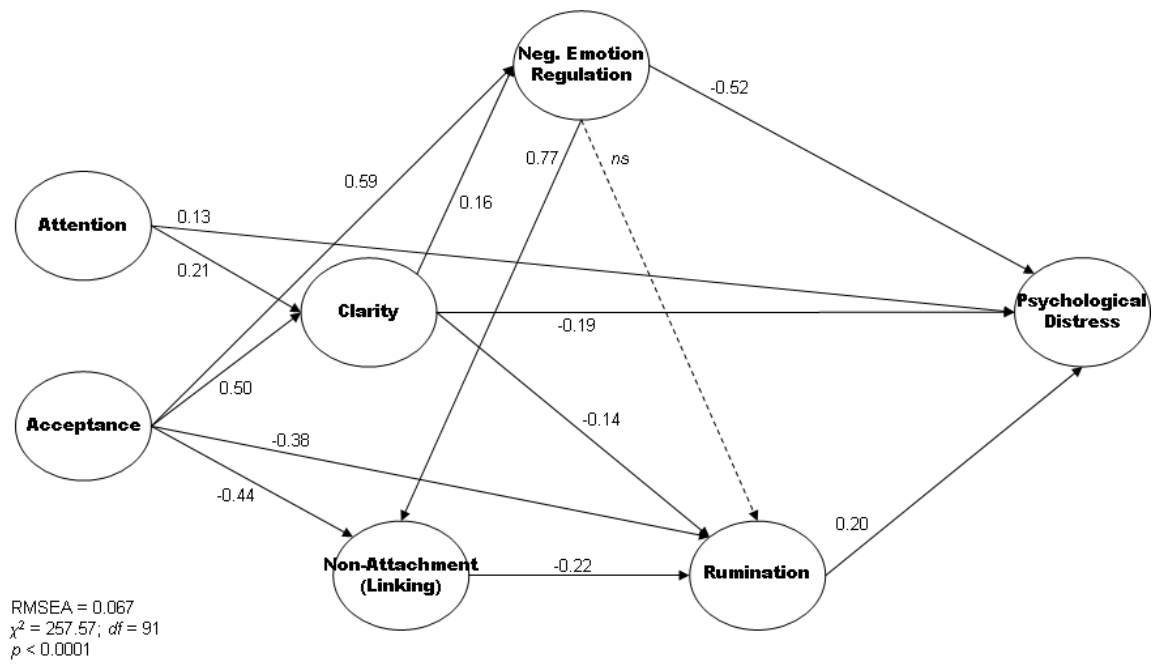 Neg. Emotion
Regulation
-0.52
0.77
ns
0.59
0.16
Attention
0.13
0.21
Clarity
-0.19
Psychological
Distress
0.50
Acceptance
-0.38
-0.14
-0.44
Non-Attachment
(Linking)
-0.22
Rumination
0.20
RMSEA = 0.067
χ² = 257.57; df = 91
p < 0.0001